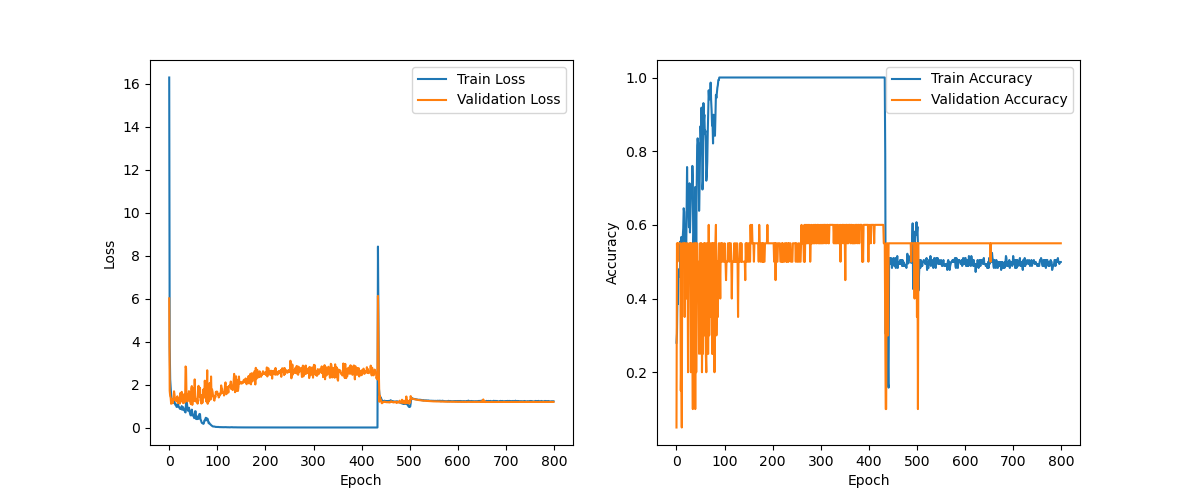 Train Loss
Validation Loss
16
14
12
10
8
6
4
2
0
Loss
0 100 200 300 400 500 600 700 800
Epoch
Train Accuracy
Validation Accuracy
1.0
0.8
0.6
0.4
0.2
Accuracy
0 100 200 300 400 500 600 700 800
Epoch